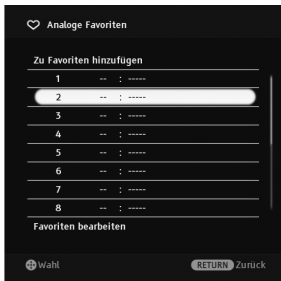 Analoge Favoriten
Zu Favoriten hinzufügen
1 -- : -----
2 -- : -----
3 -- : -----
4 -- : -----
5 -- : -----
6 -- : -----
7 -- : -----
8 -- : -----
Favoriten bearbeiten
Wahl RETURN Zurück